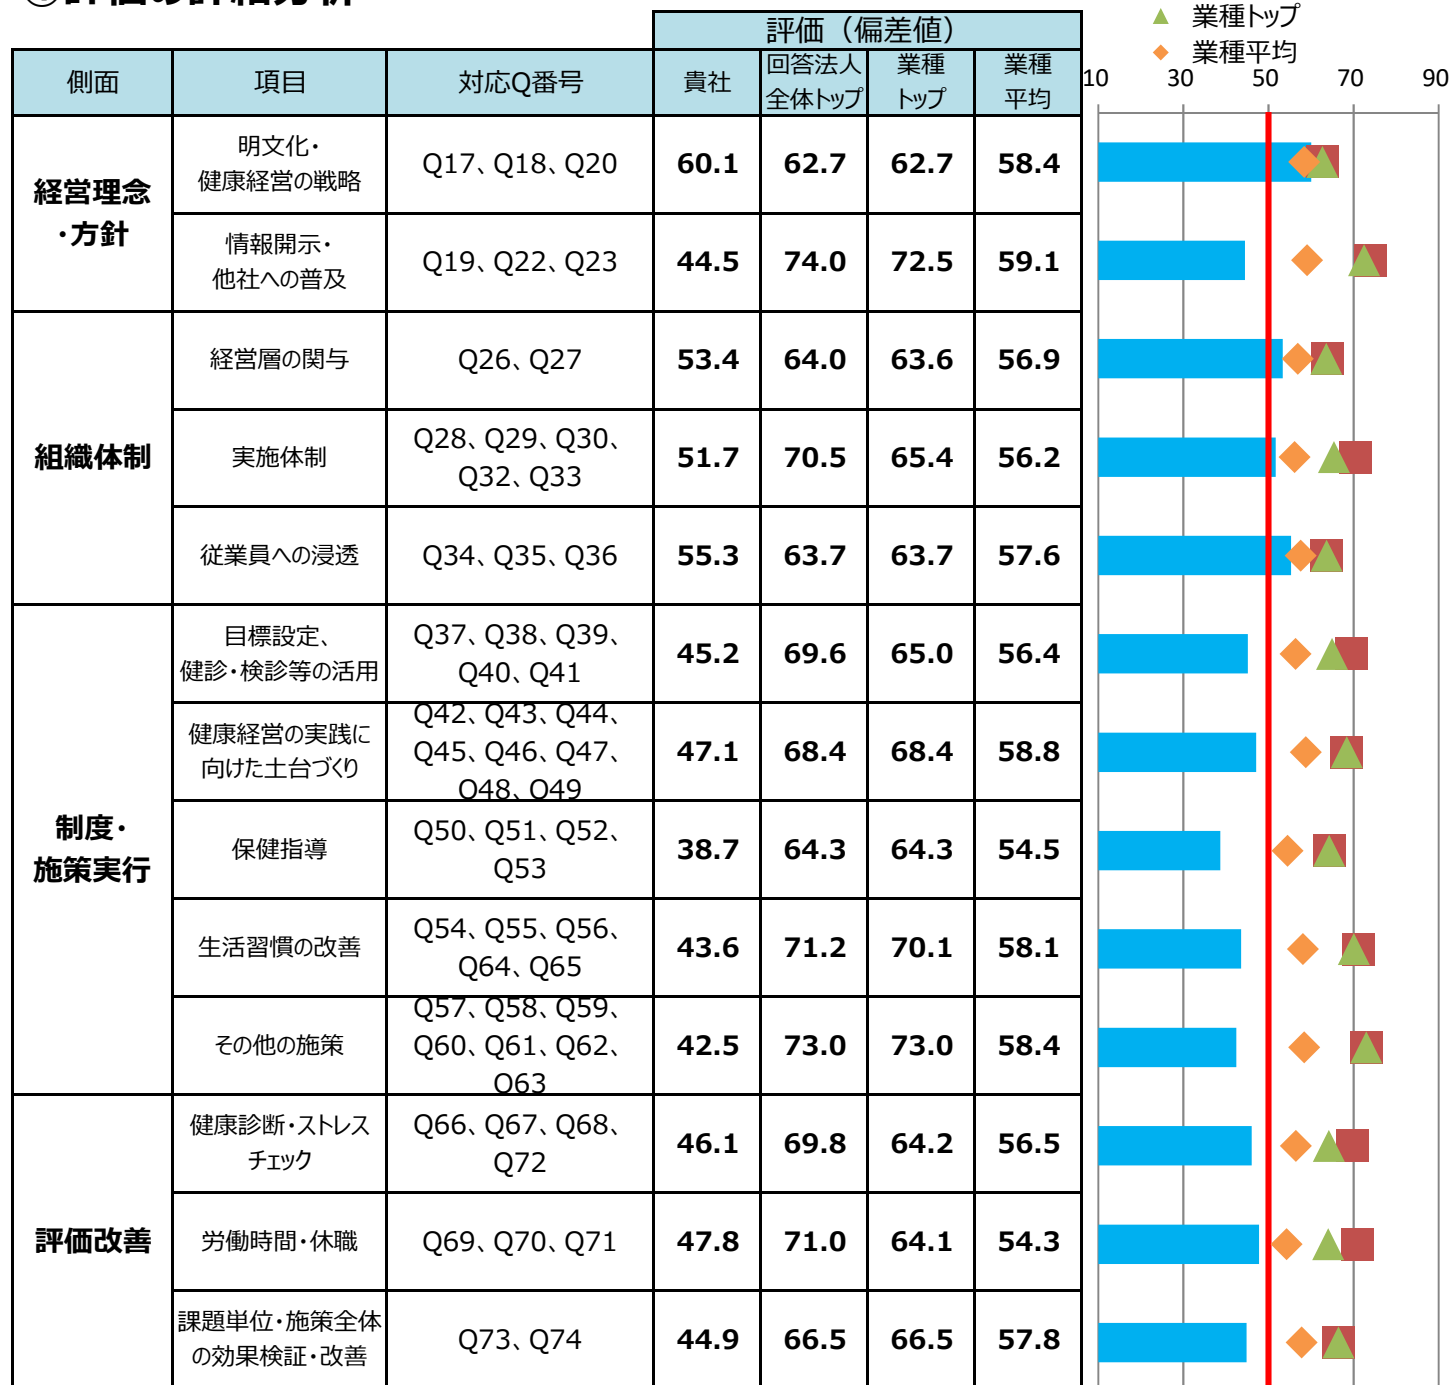 評価（偏差値）
側面 項目 対応Q番号 貴社 回答法人 業種 業種
全体トップ トップ 平均
▲ 業種トップ
◆ 業種平均
10 30 50 70 90
経営理念
・方針
明文化・
健康経営の戦略
Q17、Q18、Q20
60.1 62.7 62.7 58.4
情報開示・
他社への普及
Q19、Q22、Q23
44.5 74.0 72.5 59.1
組織体制
経営層の関与
Q26、Q27
53.4 64.0 63.6 56.9
実施体制
Q28、Q29、Q30、
Q32、Q33
51.7 70.5 65.4 56.2
従業員への浸透
Q34、Q35、Q36
55.3 63.7 63.7 57.6
制度・
施策実行
目標設定、
健診・検診等の活用
Q37、Q38、Q39、
Q40、Q41
45.2 69.6 65.0 56.4
健康経営の実践に
向けた土台づくり
Q42、Q43、Q44、
Q45、Q46、Q47、
Q48、Q49
47.1 68.4 68.4 58.8
保健指導
Q50、Q51、Q52、
Q53
38.7 64.3 64.3 54.5
生活習慣の改善
Q54、Q55、Q56、
Q64、Q65
43.6 71.2 70.1 58.1
その他の施策
Q57、Q58、Q59、
Q60、Q61、Q62、
Q63
42.5 73.0 73.0 58.4
評価改善
健康診断・ストレス
チェック
Q66、Q67、Q68、
Q72
46.1 69.8 64.2 56.5
労働時間・休職
Q69、Q70、Q71
47.8 71.0 64.1 54.3
課題単位・施策全体
の効果検証・改善
Q73、Q74
44.9 66.5 66.5 57.8